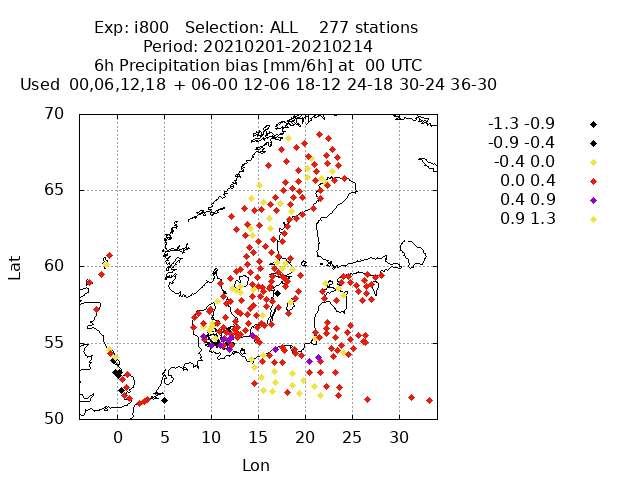 Exp: i800   Selection: ALL    277 stations
Period: 20210201-20210214
6h Precipitation bias [mm/6h] at  00 UTC
Used  00,06,12,18  + 06-00 12-06 18-12 24-18 30-24 36-30
-1.3 -0.9
-0.9 -0.4
-0.4 0.0
0.0 0.4
0.4 0.9
0.9 1.3
70
65
60
55
50
Lat
0 5 10 15 20 25 30
Lon